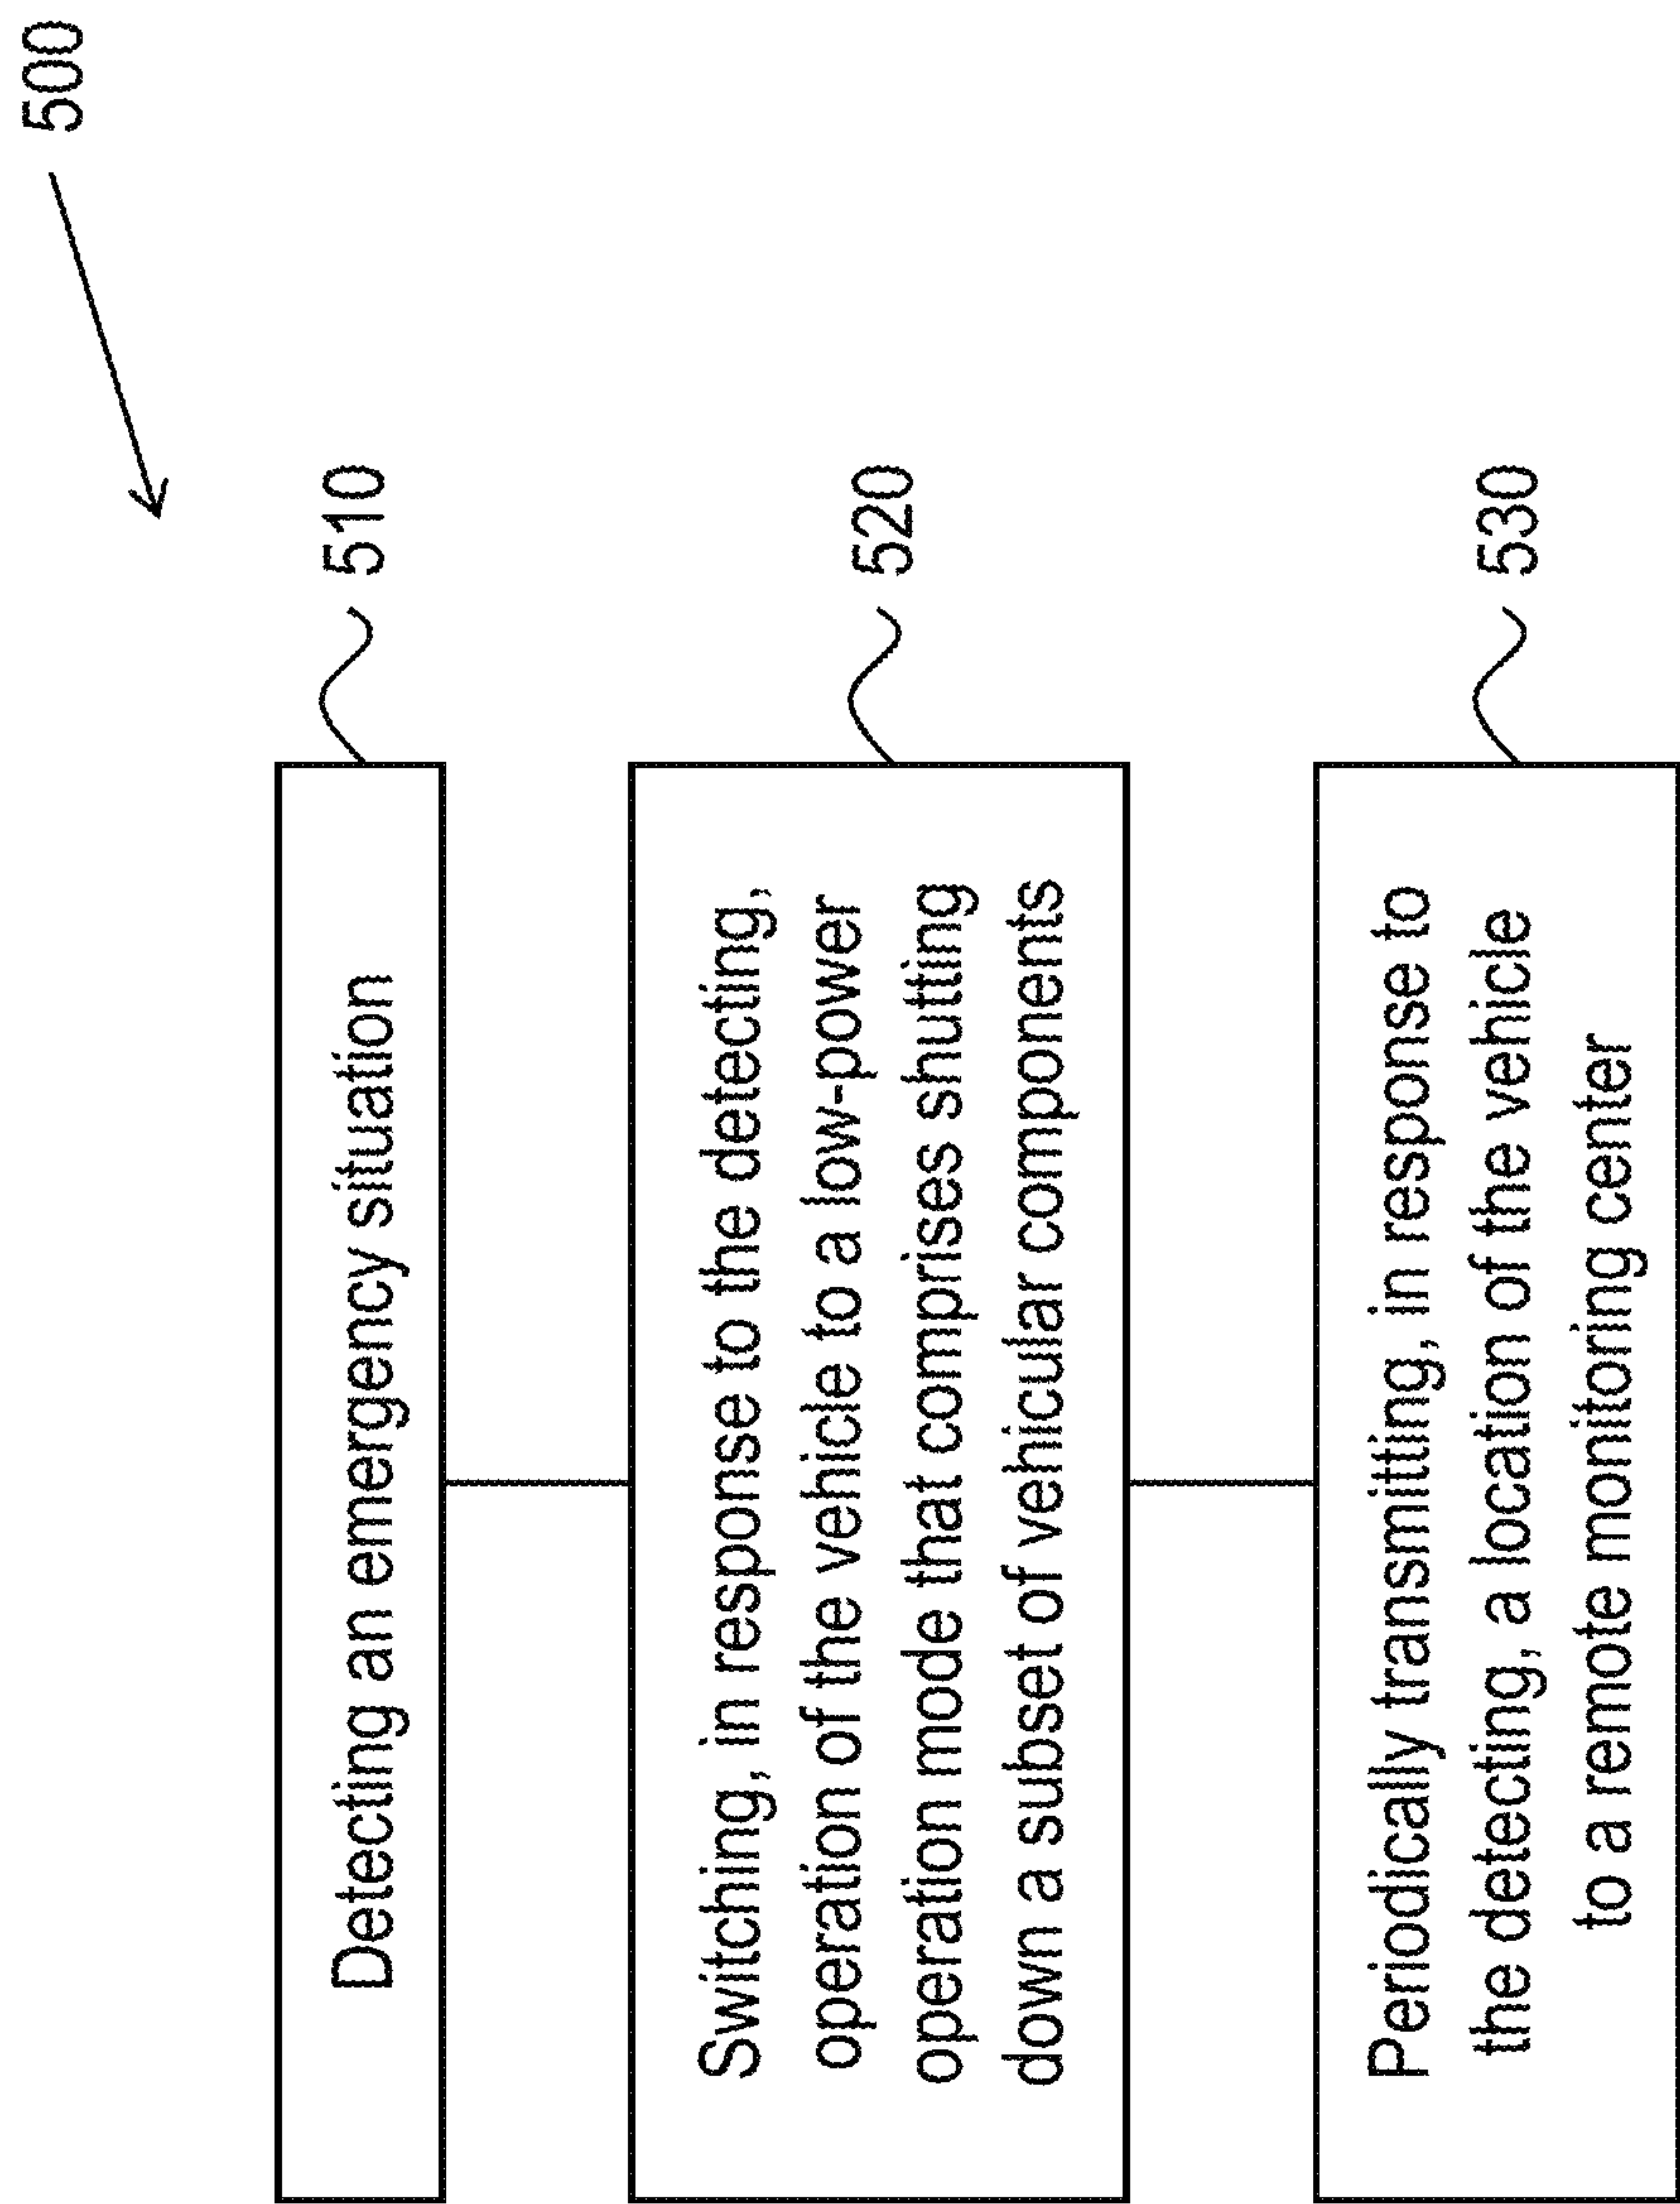 500
510
Detecting an emergency situation
520
Switching, in response to the detecting,
operation of the vehicle to a low-power
operation mode that comprises shutting
down a subset of vehicular components
530
Periodically transmitting, in response to
the detecting, a location of the vehicle
to a remote monitoring center